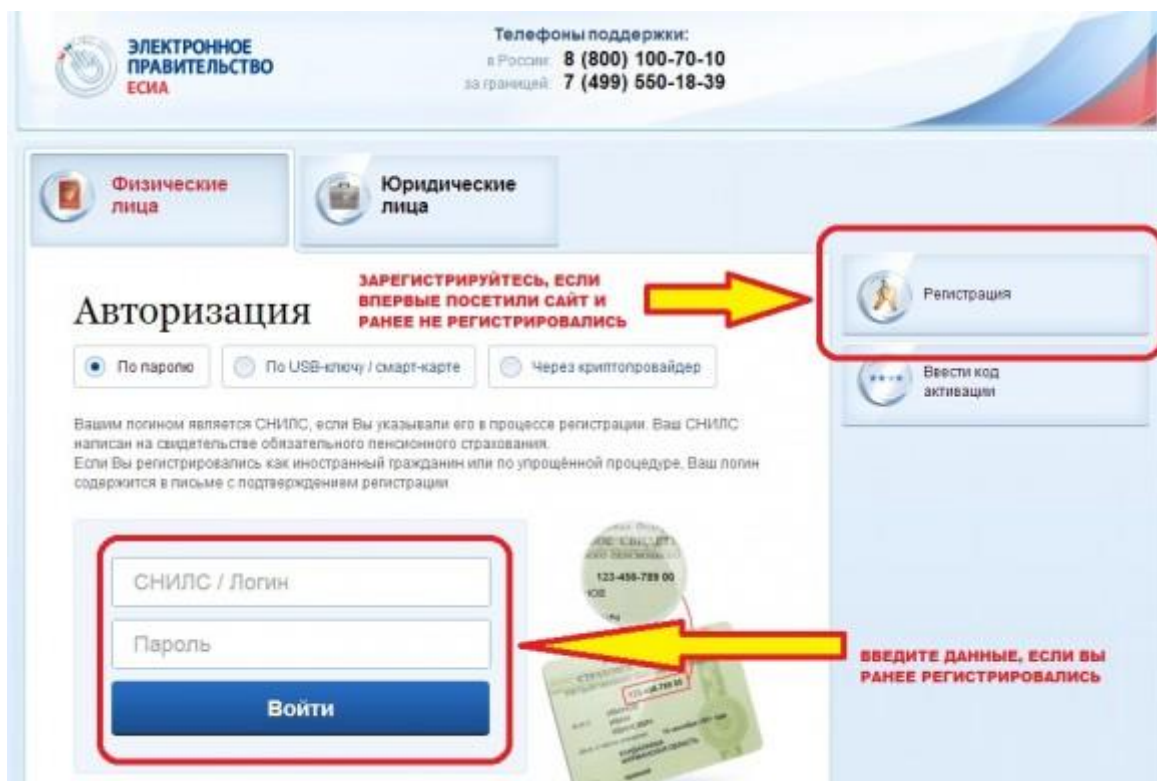 ЭЛЕКТРОННОЕ
ПРАВИТЕЛЬСТВО
ЕСИА
Телефоны поддержки:
в России: 8 (800) 100-70-10
за границей: 7 (499) 550-18-39
Физические
лица
Юридические
лица
ЗАРЕГИСТРИРУЙТЕСЬ, ЕСЛИ
ВПЕРВЫЕ ПОСЕТИЛИ САЙТ И
РАНЕЕ НЕ РЕГИСТРИРОВАЛИСЬ
Регистрация
Авторизация
По паролю
По USB-ключу / смарт-карте
Через криптопровайдер
Ввести код
активации
Вашим логином является СНИЛС, если Вы указывали его в процессе регистрации. Ваш СНИЛС
написан на свидетельстве обязательного пенсионного страхования.
Если Вы регистрировались как иностранный гражданин или по упрощённой процедуре, Ваш логин
содержится в письме с подтверждением регистрации
СНИЛС / Логин
Пароль
Войти
123-456-789 00
ВВЕДИТЕ ДАННЫЕ, ЕСЛИ ВЫ
РАНЕЕ РЕГИСТРИРОВАЛИСЬ